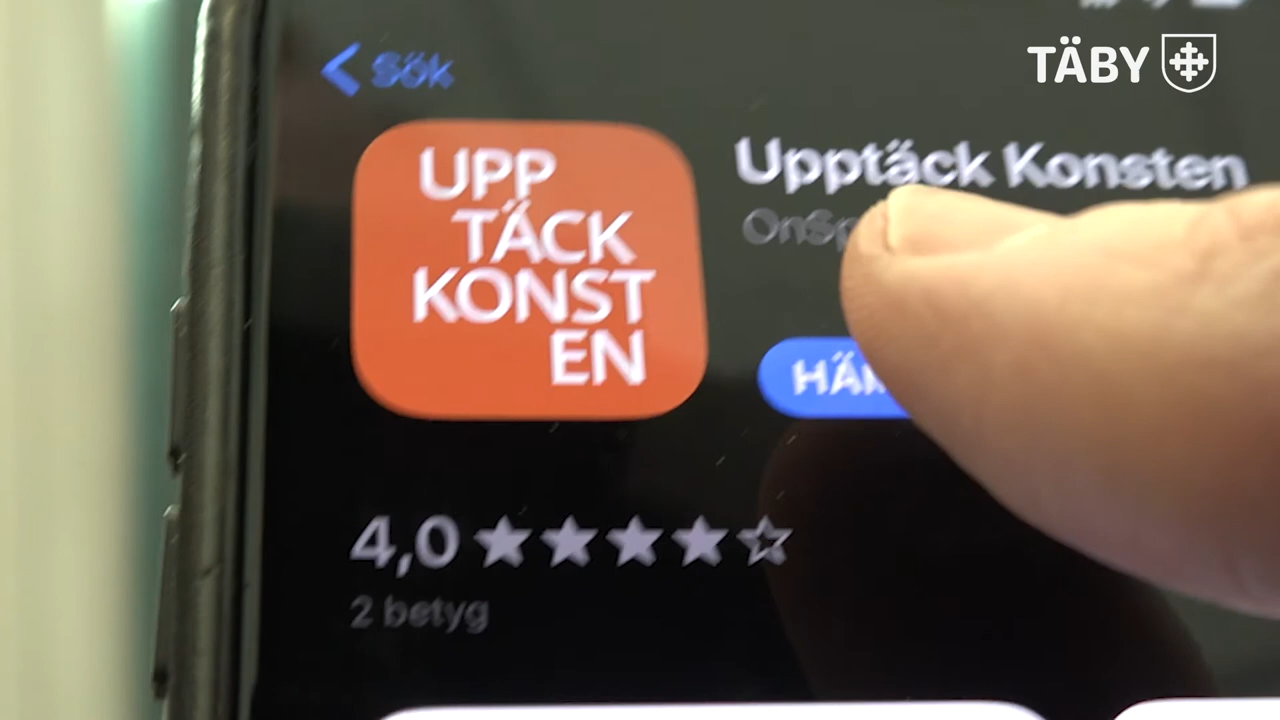 TÄBY
Sök
UPP
TÄCK
KONST
EN
Upptäck Konsten
4,0
2 betyg